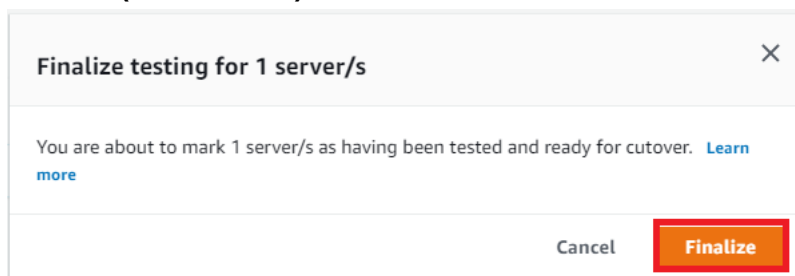 Finalize testing for 1 server/s
You are about to mark 1 server/s as having been tested and ready for cutover. Learn
more
Cancel
Finalize